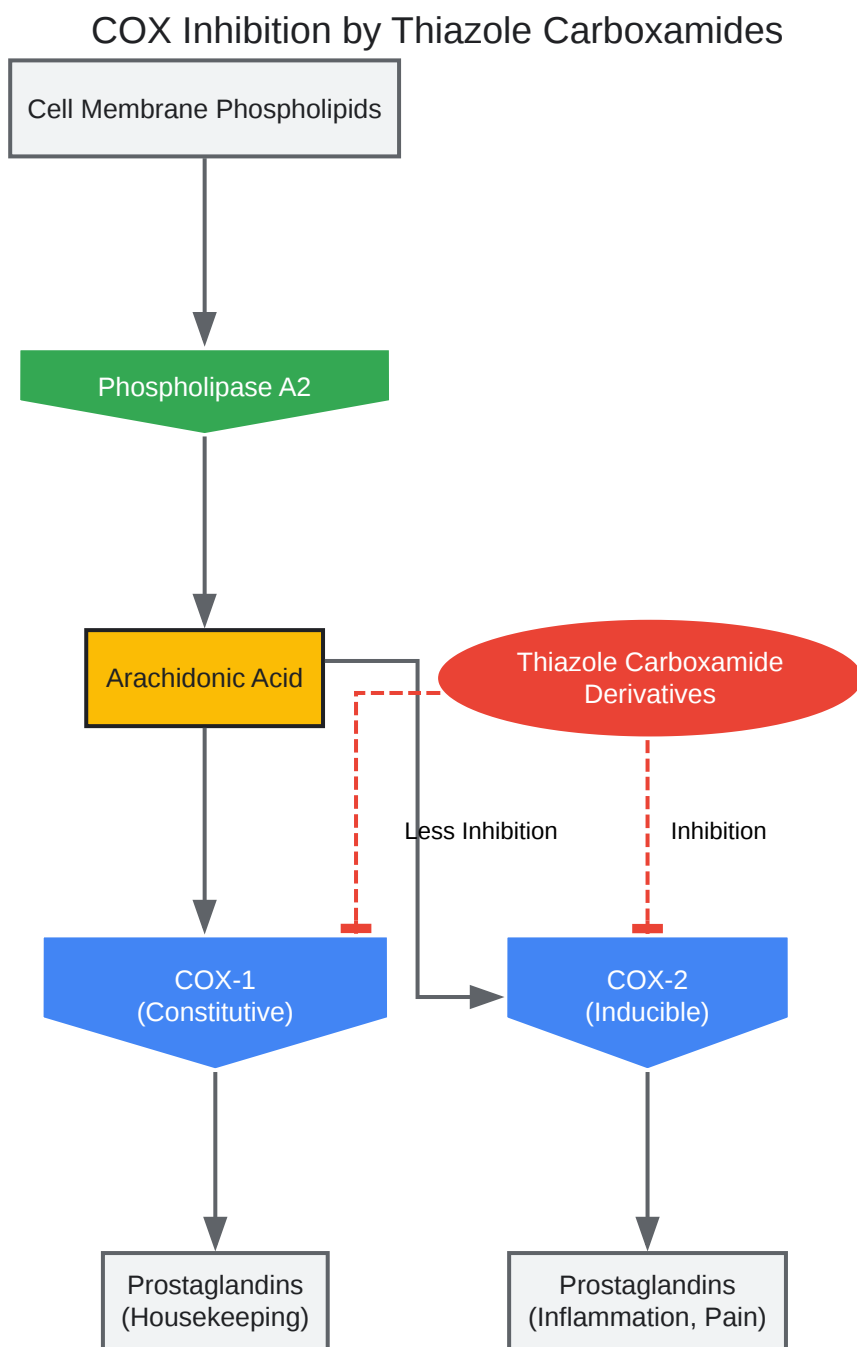 COX Inhibition by Thiazole Carboxamides
Cell Membrane Phospholipids
Phospholipase A2
Arachidonic Acid
Thiazole Carboxamide
Derivatives
Less Inhibition
Inhibition
COX-1
(Constitutive)
COX-2
(Inducible)
Prostaglandins
(Housekeeping)
Prostaglandins
(Inflammation, Pain)